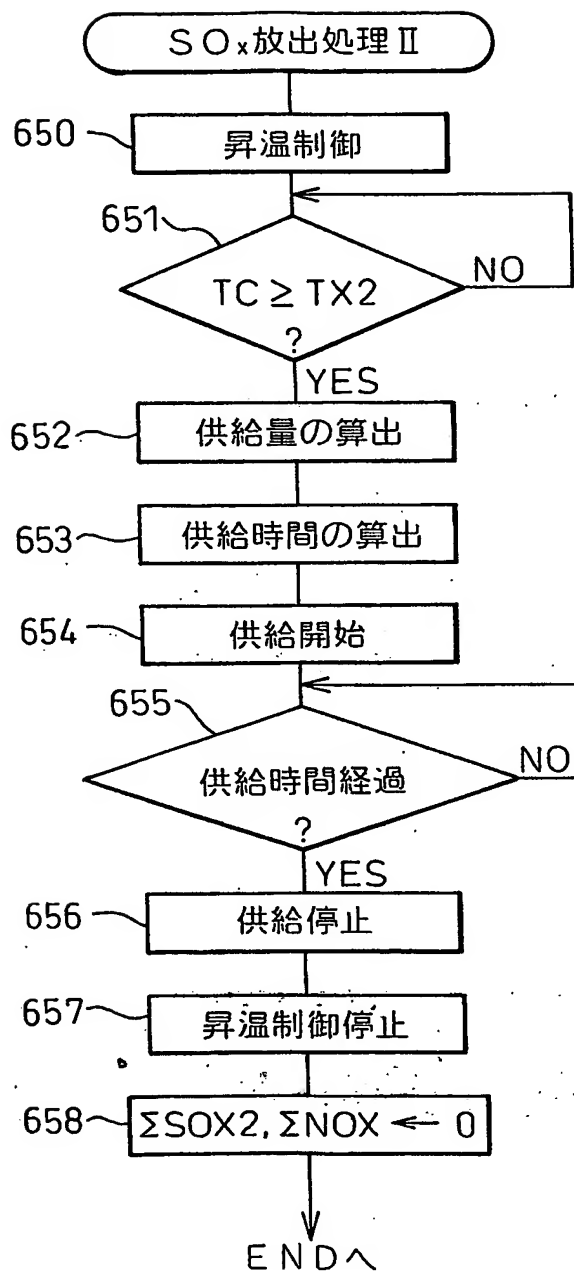 SOx放出処理Ⅱ
650
昇温制御
651
TC ≥ TX2
?
NO
YES
652
供給量の算出
653
供給時間の算出
654
供給開始
655
供給時間経過
?
NO
YES
656
供給停止
657
昇温制御停止
658
ΣSOX2, ΣNOX ← 0
ENDへ